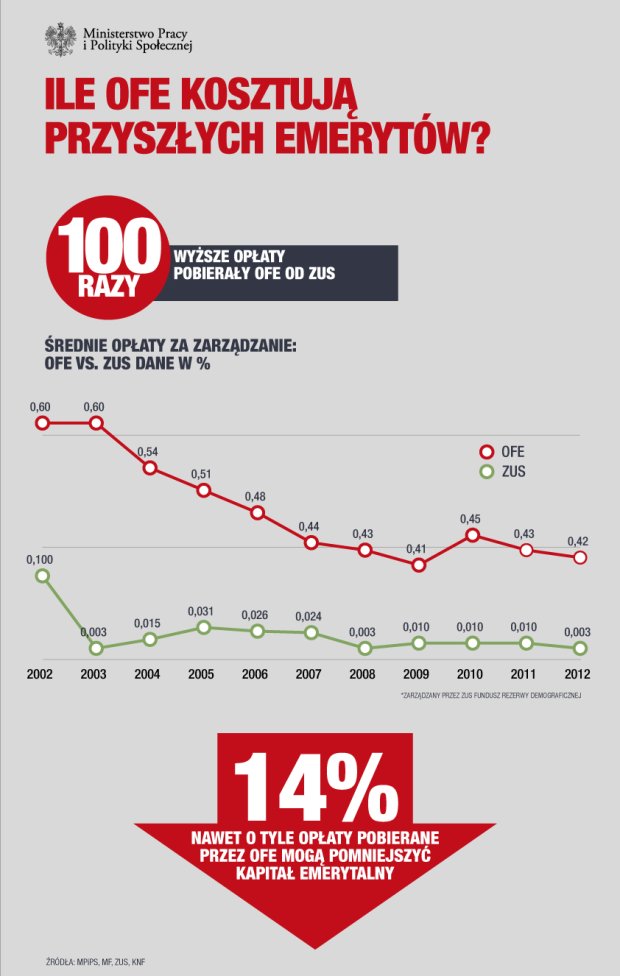 Ministerstwo Pracy
i Polityki Społecznej
ILE OFE KOSZTUJĄ
PRZYSZŁYCH EMERYTÓW?
100
RAZY
WYŻSZE OPŁATY
POBIERAŁY OFE OD ZUS
ŚREDNIE OPŁATY ZA ZARZĄDZANIE:
OFE VS. ZUS DANE W %
0,60 0,60 0,54 0,51 0,48 0,44 0,43 0,41 0,45 0,43 0,42
OFE
ZUS
0,100 0,003 0,015 0,031 0,026 0,024 0,003 0,010 0,010 0,010 0,003
2002 2003 2004 2005 2006 2007 2008 2009 2010 2011 2012
*ZARZĄDZANY PRZEZ ZUS FUNDUSZ REZERWY DEMOGRAFICZNEJ
14%
NAWET O TYLE OPŁATY POBIERANE
PRZEZ OFE MOGĄ POMNIEJSZYĆ
KAPITAŁ EMERYTALNY
ŹRÓDŁA: MPiPS, MF, ZUS, KNF